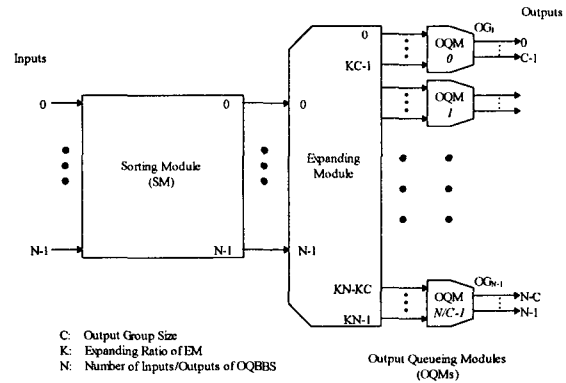 Outputs
Inputs
0
KC-1
OQM
0
OG₁
0
C-1
OQM
1
0
Sorting Module
(SM)
0
0
Expanding
Module
N-1
N-1
N-1
KN-KC
KN-1
OQM
N/C-1
OG_N-1
N-C
N-1
C: Output Group Size
K: Expanding Ratio of EM
N: Number of Inputs/Outputs of OQBBS
Output Queueing Modules
(OQMs)